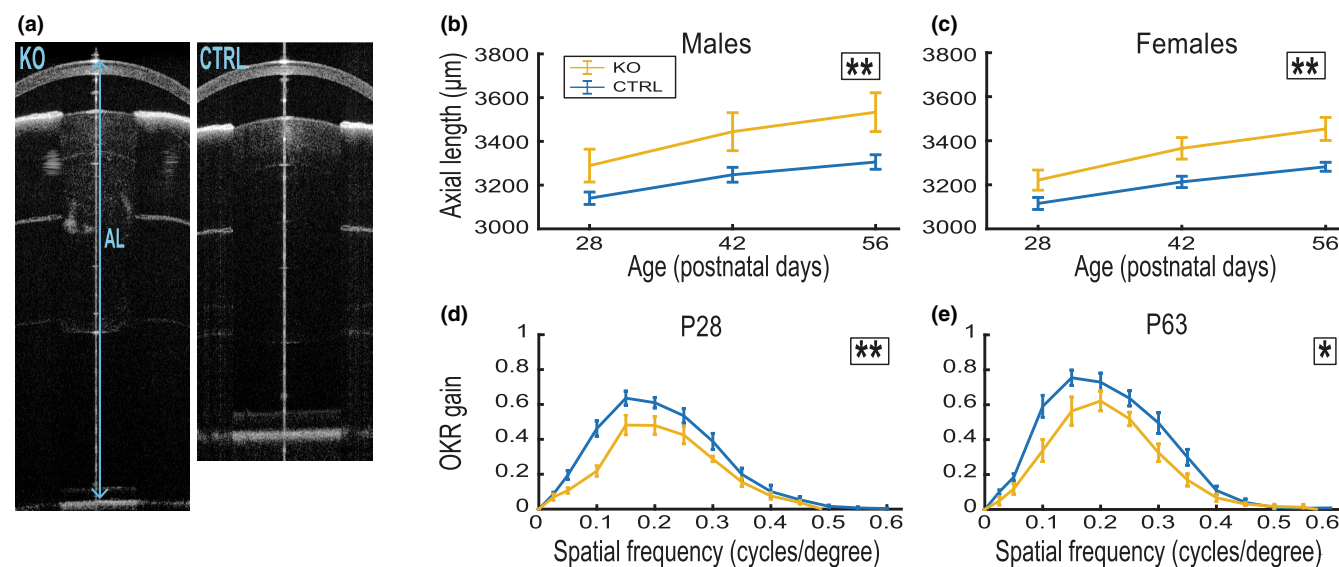 (a)
KO
CTRL
AL
(b)
Males
**
KO
CTRL
Axial length (µm)
3800
3600
3400
3200
3000
28 42 56
Age (postnatal days)
(c)
Females
**
3800
3600
3400
3200
3000
28 42 56
Age (postnatal days)
(d)
P28
**
OKR gain
1
0.8
0.6
0.4
0.2
0
0 0.1 0.2 0.3 0.4 0.5 0.6
Spatial frequency (cycles/degree)
(e)
P63
*
1
0.8
0.6
0.4
0.2
0
0 0.1 0.2 0.3 0.4 0.5 0.6
Spatial frequency (cycles/degree)